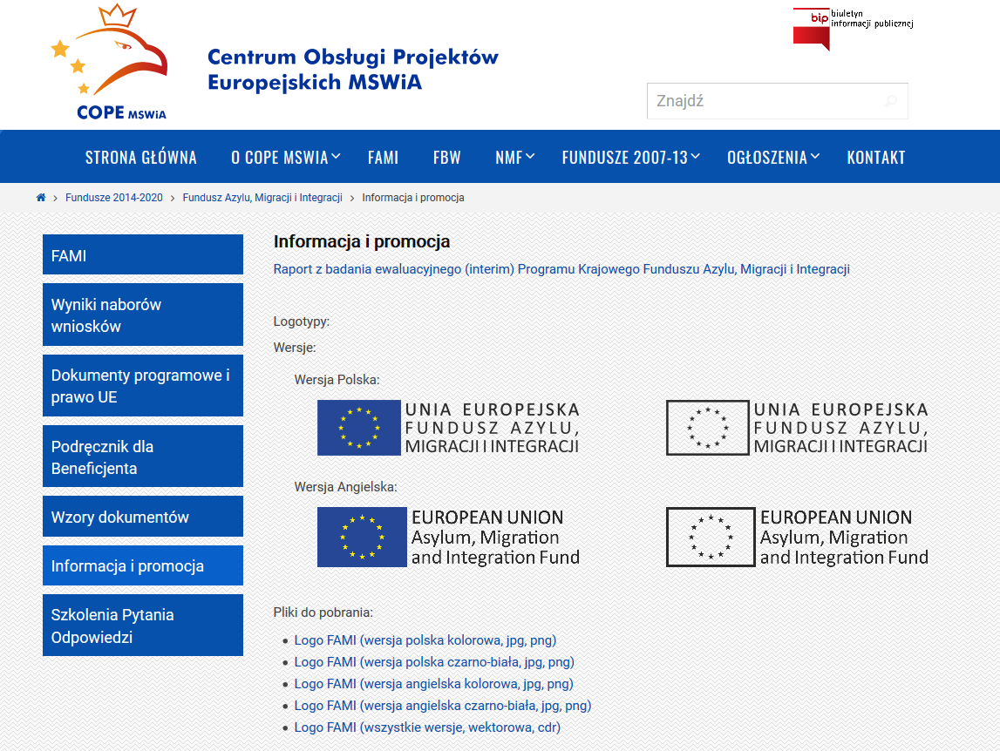 COPE MSWiA
Centrum Obsługi Projektów
Europejskich MSWiA
bip
biuletyn
informacji publicznej
Znajdź
STRONA GŁÓWNA
O COPE MSWIA
FAMI
FBW
NMF
FUNDUSZE 2007-13
OGŁOSZENIA
KONTAKT
Fundusze 2014-2020 › Fundusz Azylu, Migracji i Integracji › Informacja i promocja
FAMI
Wyniki naborów
wniosków
Dokumenty programowe i
prawo UE
Podręcznik dla
Beneficjenta
Wzory dokumentów
Informacja i promocja
Szkolenia Pytania
Odpowiedzi
Informacja i promocja
Raport z badania ewaluacyjnego (interim) Programu Krajowego Funduszu Azylu, Migracji i Integracji
Logotypy:
Wersje:
Wersja Polska:
UNIA EUROPEJSKA
FUNDUSZ AZYLU,
MIGRACJI I INTEGRACJI
UNIA EUROPEJSKA
FUNDUSZ AZYLU,
MIGRACJI I INTEGRACJI
Wersja Angielska:
EUROPEAN UNION
Asylum, Migration
and Integration Fund
EUROPEAN UNION
Asylum, Migration
and Integration Fund
Pliki do pobrania:
• Logo FAMI (wersja polska kolorowa, jpg, png)
• Logo FAMI (wersja polska czarno-biała, jpg, png)
• Logo FAMI (wersja angielska kolorowa, jpg, png)
• Logo FAMI (wersja angielska czarno-biała, jpg, png)
• Logo FAMI (wszystkie wersje, wektorowa, cdr)